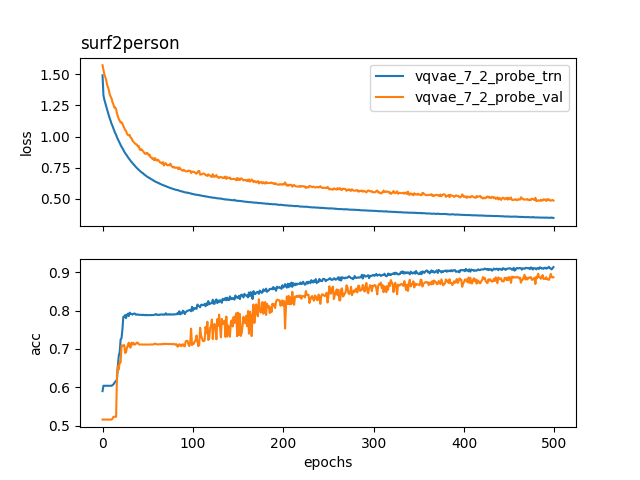 surf2person
1.50
1.25
1.00
0.75
0.50
loss
vqvae_7_2_probe_trn
vqvae_7_2_probe_val
0.9
0.8
0.7
0.6
0.5
acc
0 100 200 300 400 500
epochs